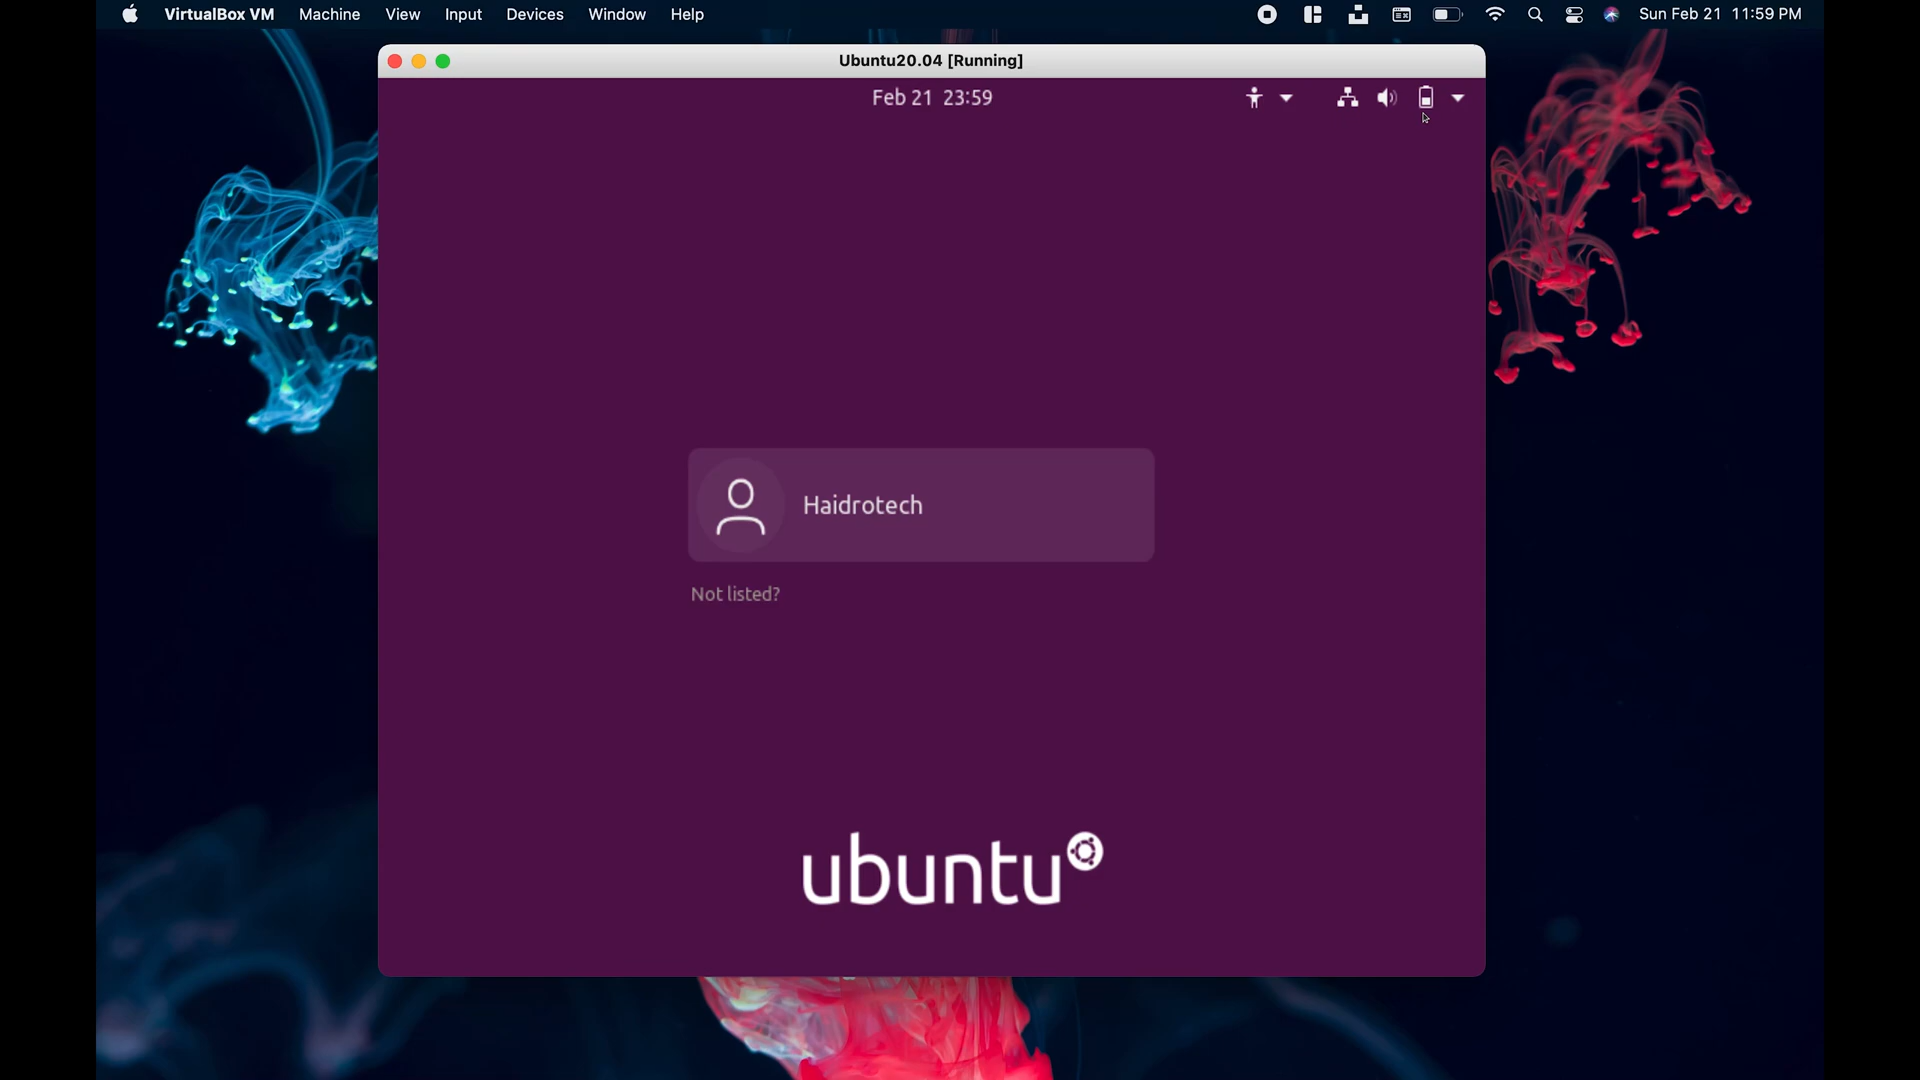 VirtualBox VM Machine View Input Devices Window Help Sun Feb 21 11:59 PM
Ubuntu20.04 [Running]
Feb 21 23:59
Haidrotech
Not listed?
ubuntu